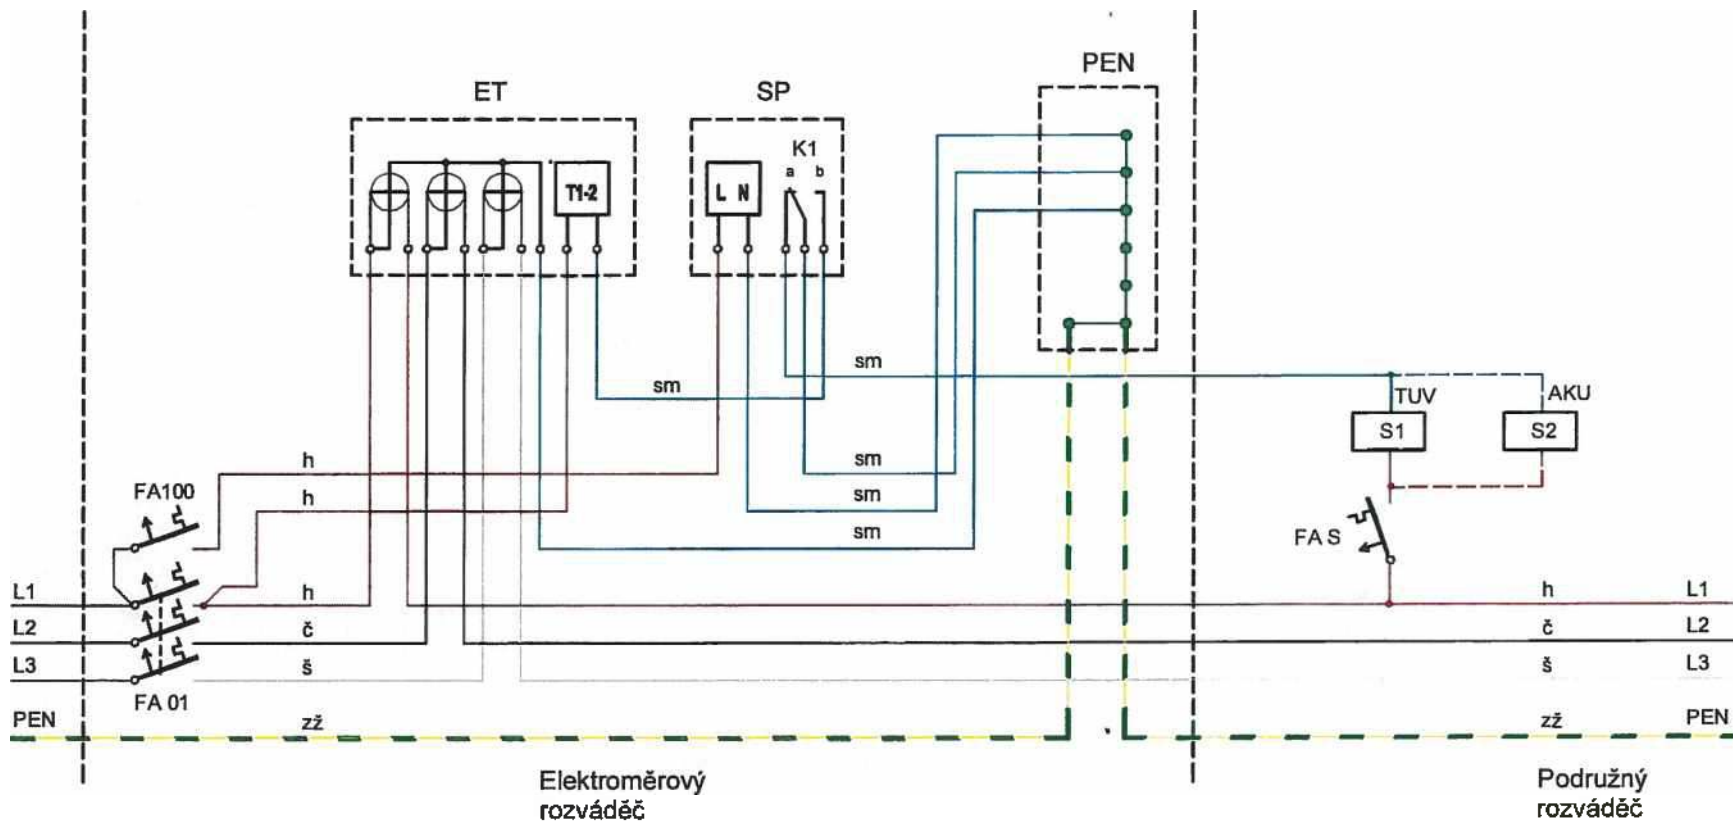 PEN
ET
SP
K1
a
b
L N
T1-2
sm
sm
TUV
AKU
S1
S2
h
sm
FA100
h
sm
sm
FA S
L1
h
h
L1
L2
č
č
L2
L3
š
š
L3
FA 01
PEN
zž
zž
PEN
Elektroměrový
rozváděč
Podružný
rozváděč